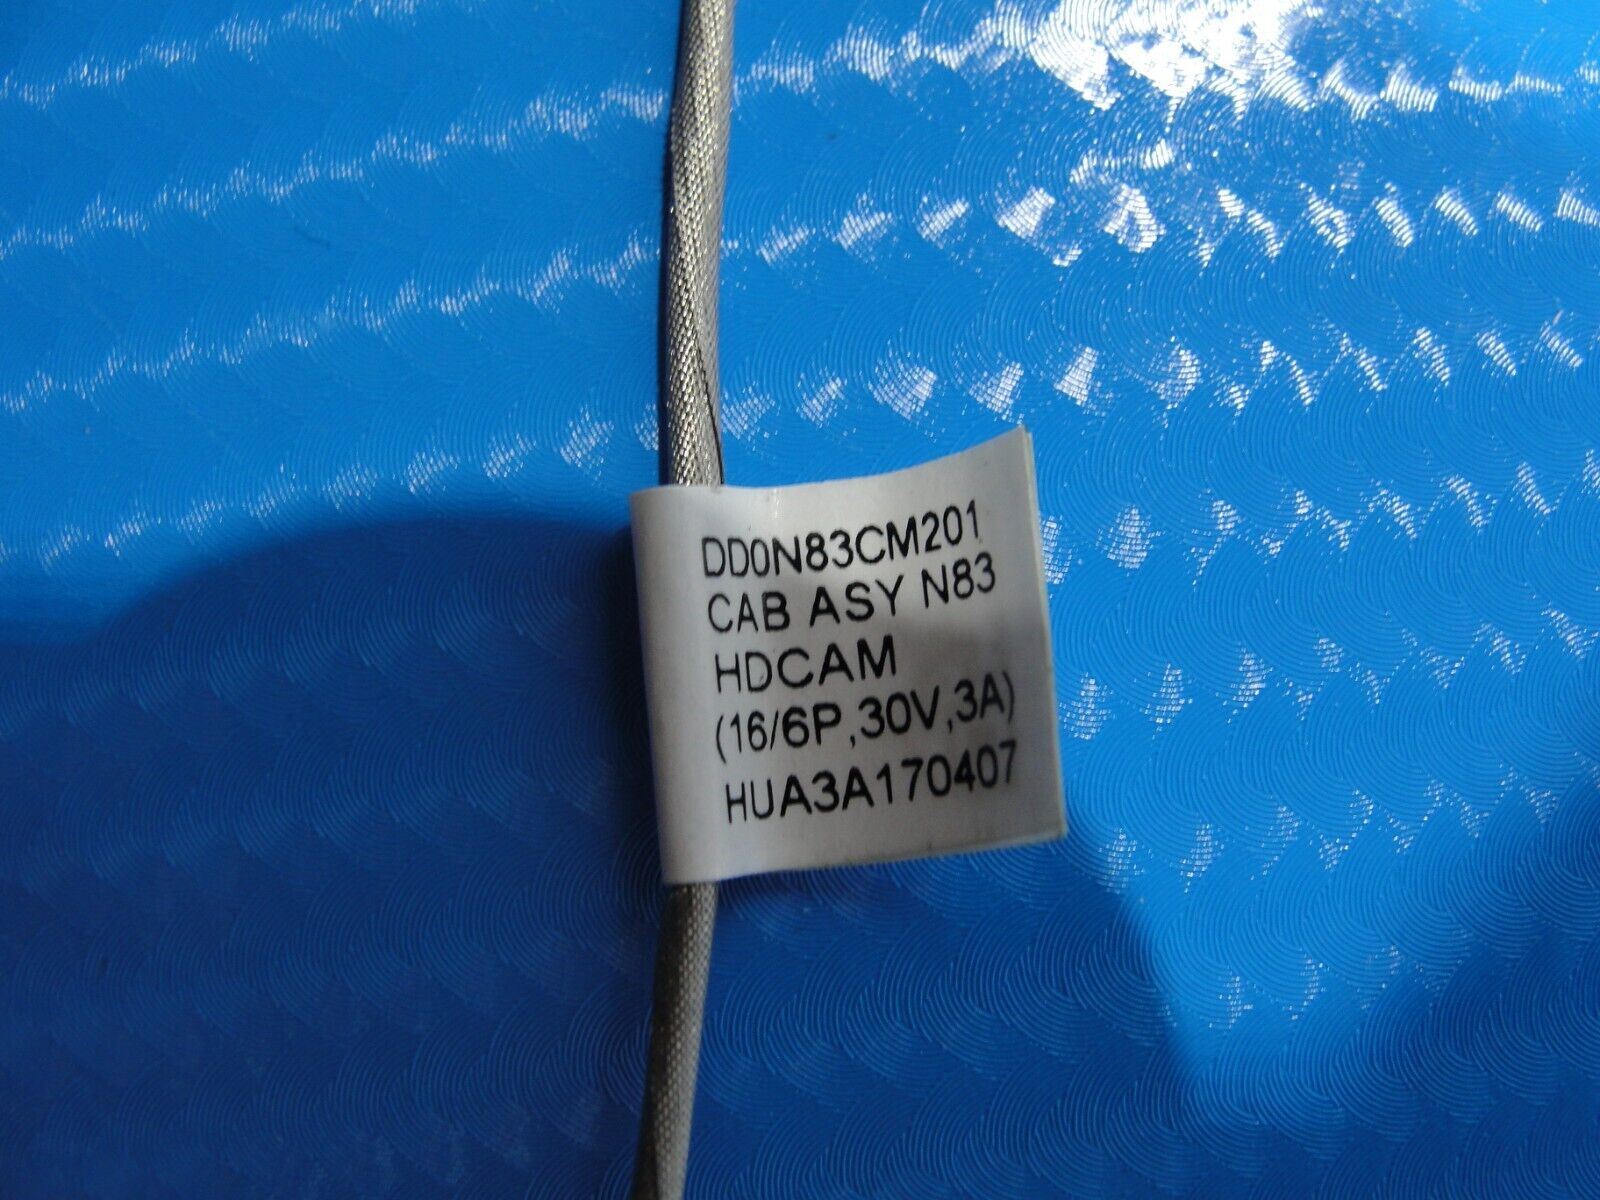 DD0N83CM201
CAB ASY N83
HDCAM
(16/6P,30V,3A)
HUA3A170407